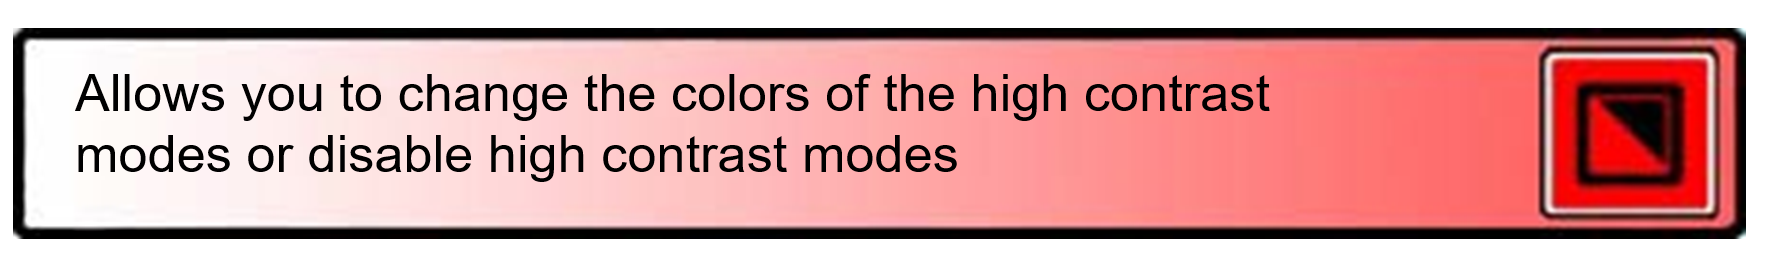 Allows you to change the colors of the high contrast
modes or disable high contrast modes